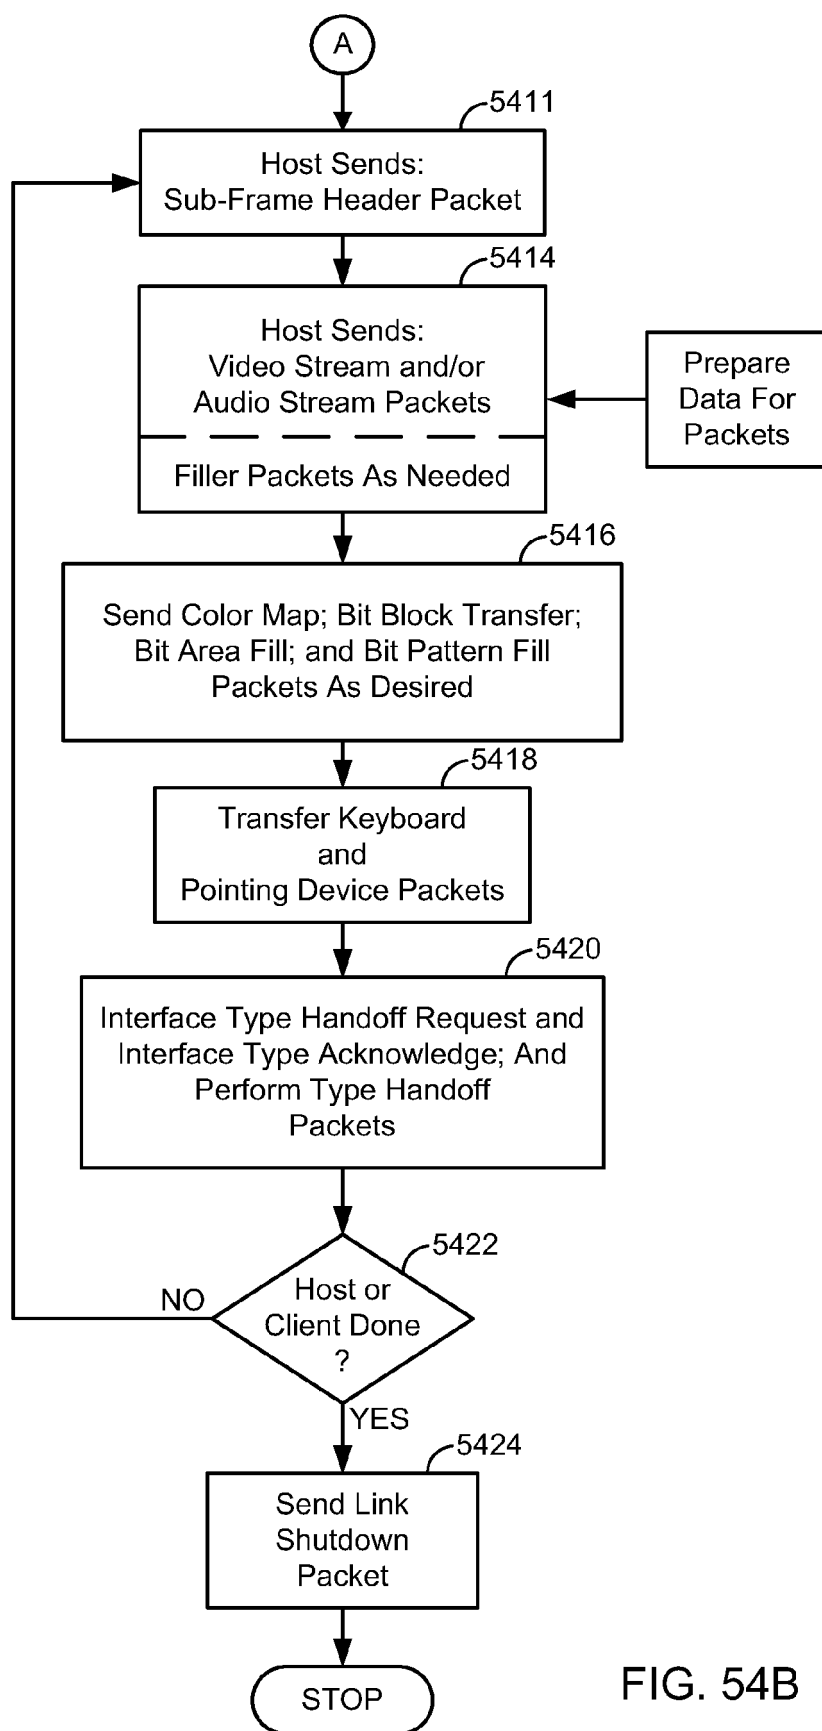 A
5411
Host Sends:
Sub-Frame Header Packet
5414
Host Sends:
Video Stream and/or
Audio Stream Packets
Filler Packets As Needed
Prepare
Data For
Packets
5416
Send Color Map; Bit Block Transfer;
Bit Area Fill; and Bit Pattern Fill
Packets As Desired
5418
Transfer Keyboard
and
Pointing Device Packets
5420
Interface Type Handoff Request and
Interface Type Acknowledge; And
Perform Type Handoff
Packets
5422
Host or
Client Done
?
NO
YES
5424
Send Link
Shutdown
Packet
STOP
FIG. 54B